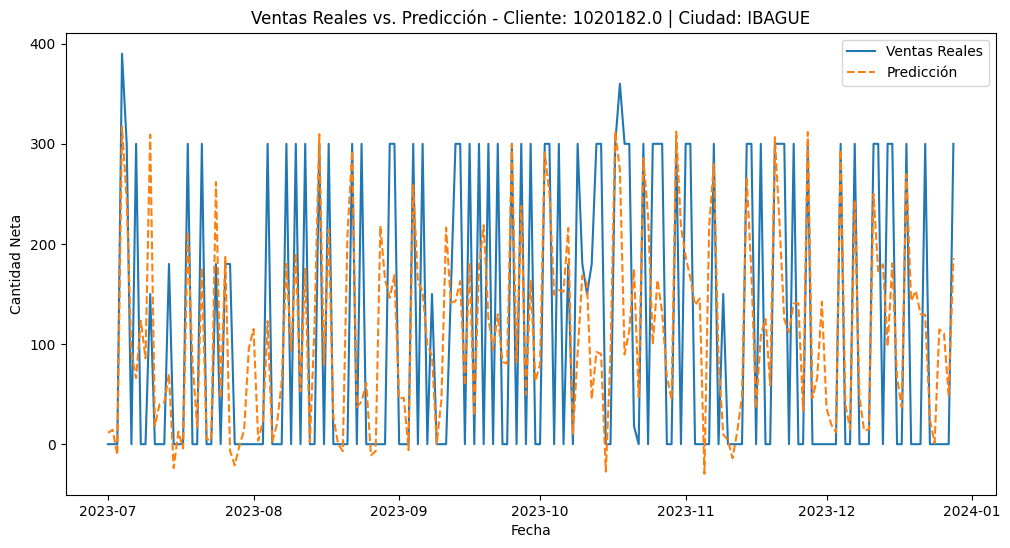 Ventas Reales vs. Predicción - Cliente: 1020182.0 | Ciudad: IBAGUE
Ventas Reales
Predicción
Cantidad Neta
400
300
200
100
0
2023-07
2023-08
2023-09
2023-10
2023-11
2023-12
2024-01
Fecha